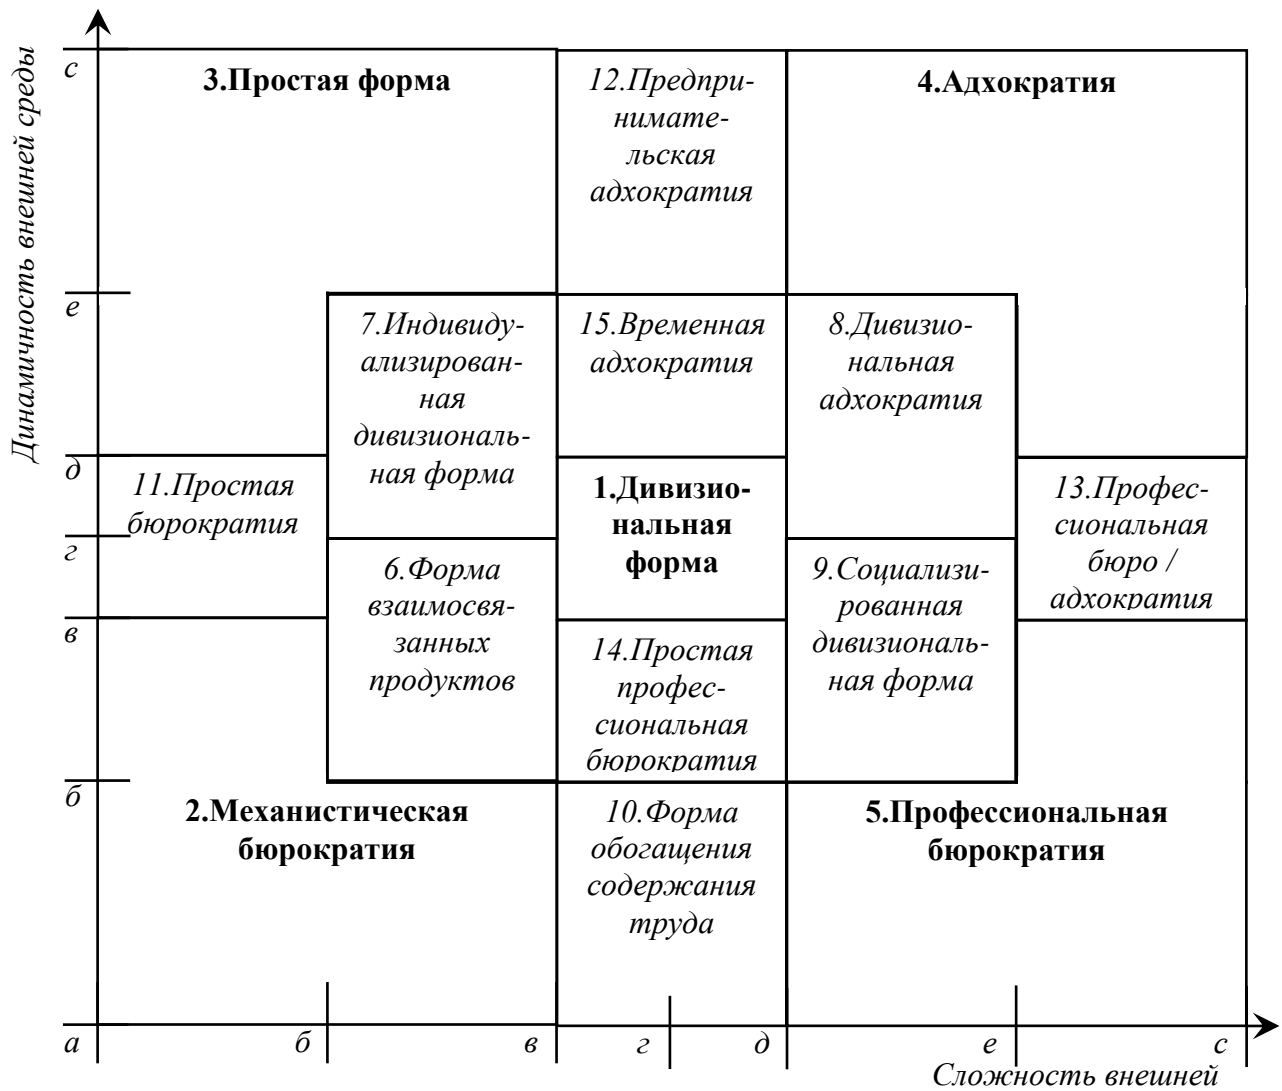 Динамичность внешней среды
с
3.Простая форма
12.Предпри-
нимате-
льская
адхократия
4.Адхократия
е
7.Индивиду-
ализирован-
ная
дивизиональ-
ная форма
15.Временная
адхократия
8.Дивизио-
нальная
адхократия
д
11.Простая
бюрократия
1.Дивизио-
нальная
форма
13.Профес-
сиональная
бюро /
адхократия
г
6.Форма
взаимосвя-
занных
продуктов
9.Социализи-
рованная
дивизиональ-
ная форма
в
14.Простая
профес-
сиональная
бюрократия
б
2.Механистическая
бюрократия
10.Форма
обогащения
содержания
труда
5.Профессиональная
бюрократия
а б в г д е с
Сложность внешней